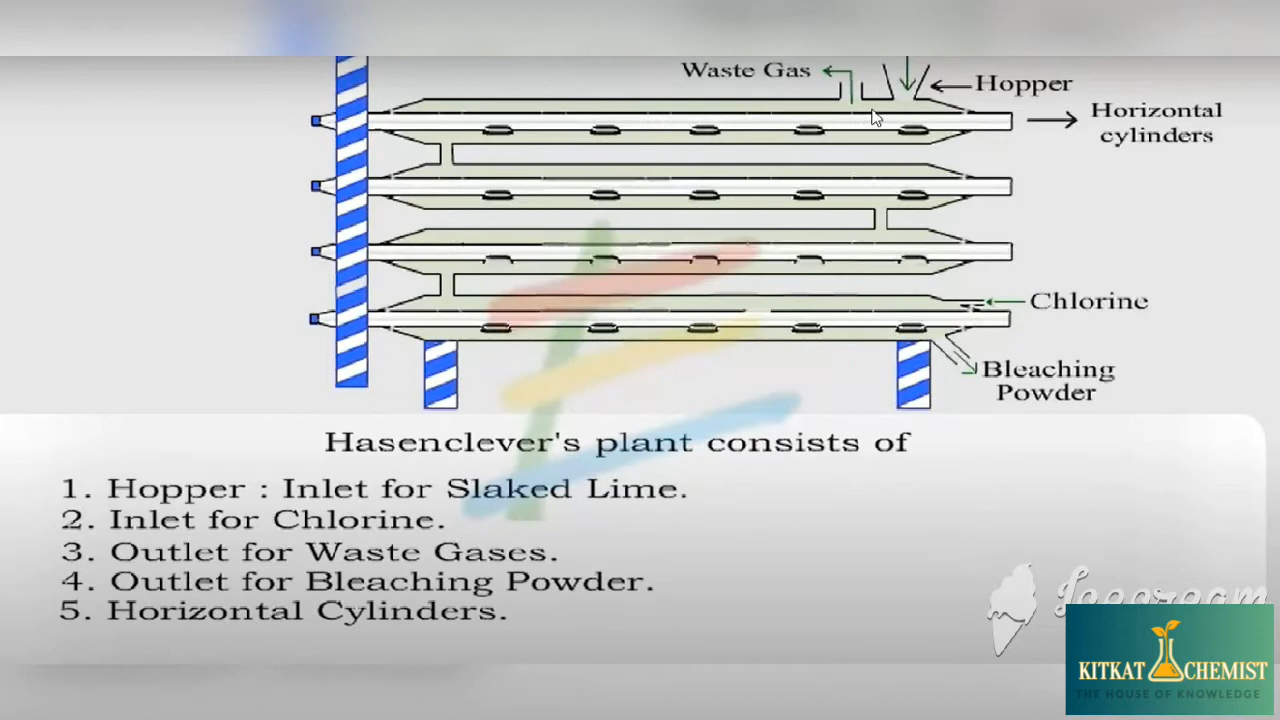 Waste Gas
Hopper
Horizontal
cylinders
Chlorine
Bleaching
Powder
Hasenclever's plant consists of
1. Hopper : Inlet for Slaked Lime.
2. Inlet for Chlorine.
3. Outlet for Waste Gases.
4. Outlet for Bleaching Powder.
5. Horizontal Cylinders.
Icecream
KITKAT CHEMIST
THE HOUSE OF KNOWLEDGE